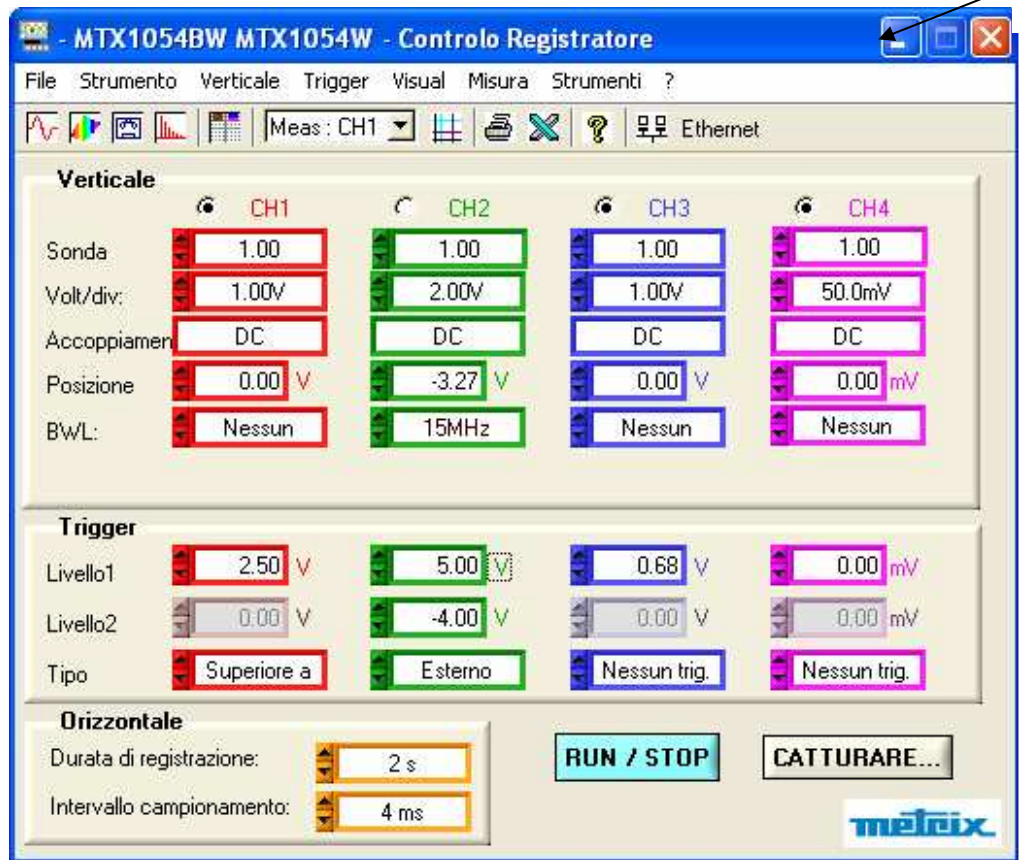 - MTX1054BW MTX1054W - Controlo Registratore
File Strumento Verticale Trigger Visual Misura Strumenti ?
Meas : CH1 Ethernet
Verticale
CH1 CH2 CH3 CH4
Sonda 1.00 1.00 1.00 1.00
Volt/div: 1.00V 2.00V 1.00V 50.0mV
Accoppiamen DC DC DC DC
Posizione 0.00 V -3.27 V 0.00 V 0.00 mV
BWL: Nessun 15MHz Nessun Nessun
Trigger
Livello1 2.50 V 5.00 V 0.68 V 0.00 mV
Livello2 0.00 V -4.00 V 0.00 V 0.00 mV
Tipo Superiore a Esterno Nessun trig. Nessun trig.
Orizzontale
Durata di registrazione: 2 s
RUN / STOP CATTURARE...
Intervallo campionamento: 4 ms
metrix